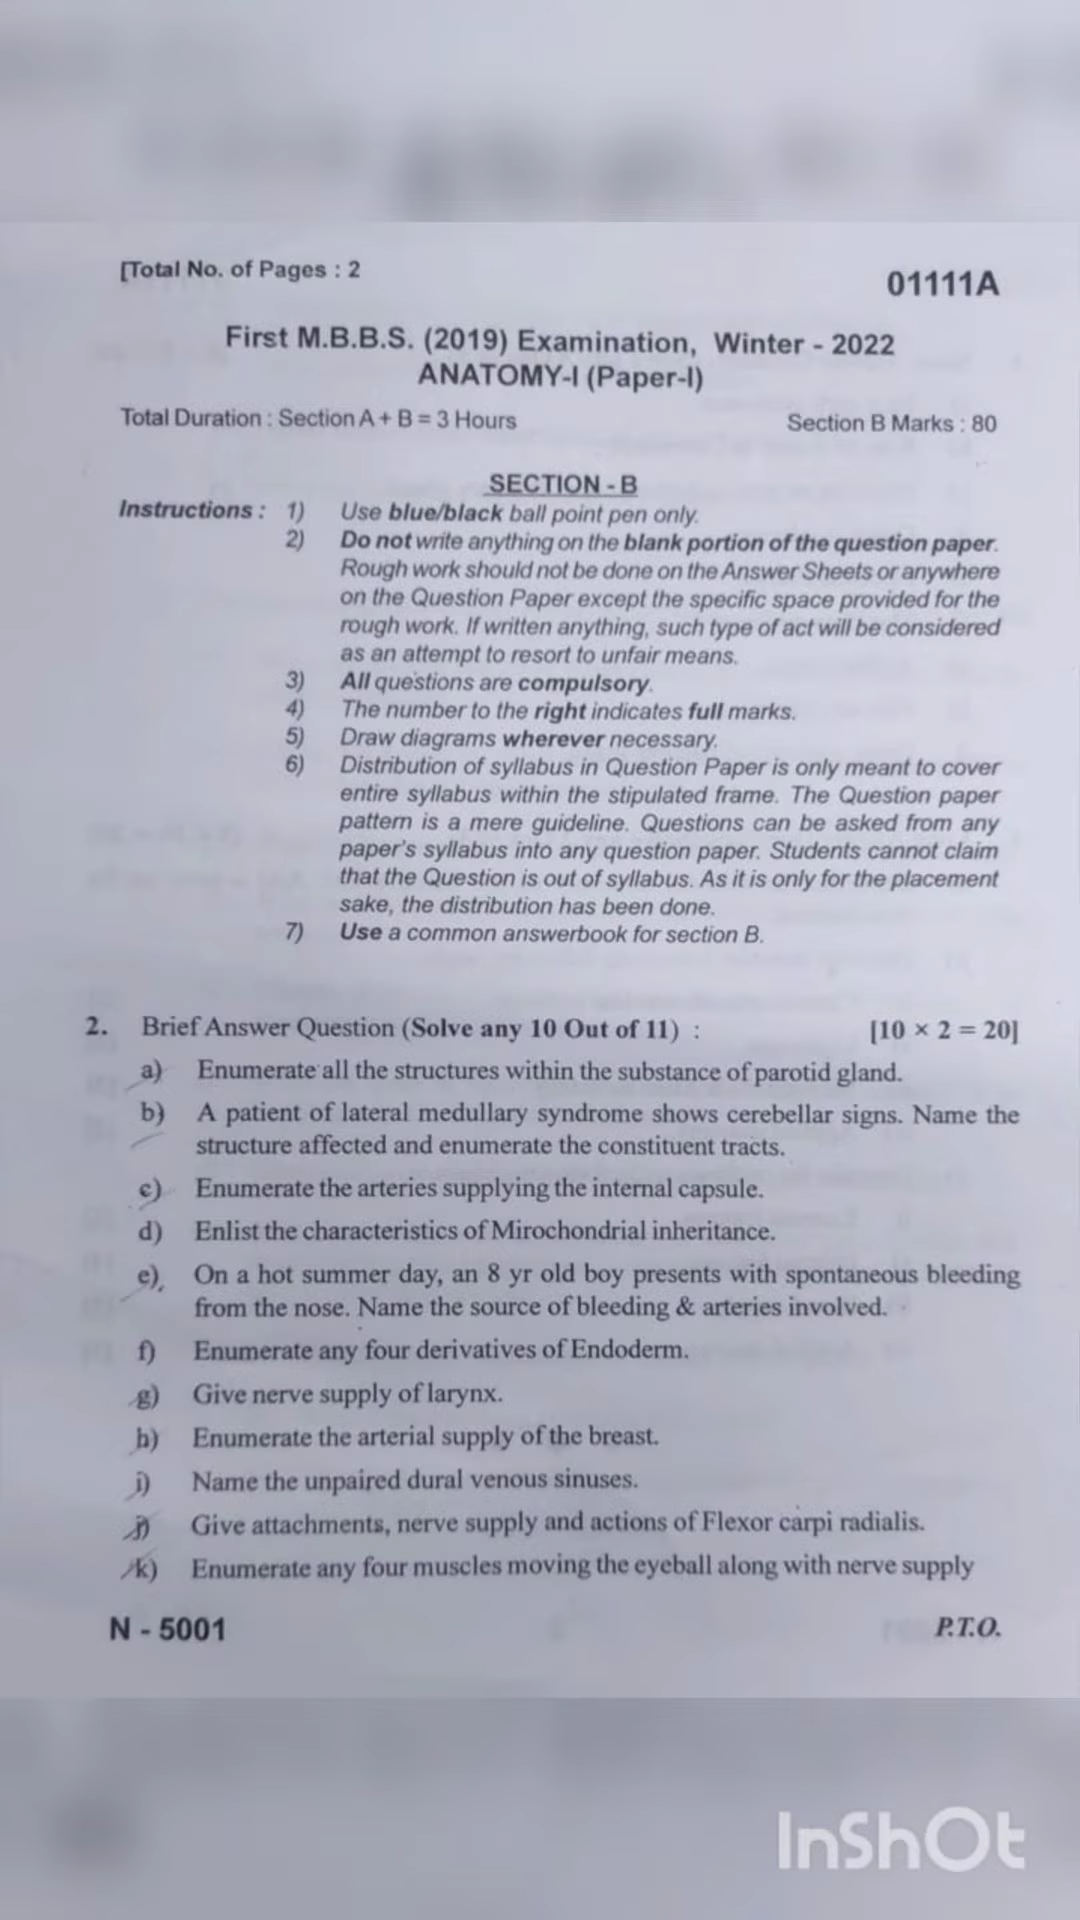 [Total No. of Pages : 2
01111A
First M.B.B.S. (2019) Examination, Winter - 2022
ANATOMY-I (Paper-I)
Total Duration : Section A + B = 3 Hours
Section B Marks : 80
SECTION - B
Instructions : 1) Use blue/black ball point pen only.
2) Do not write anything on the blank portion of the question paper.
Rough work should not be done on the Answer Sheets or anywhere
on the Question Paper except the specific space provided for the
rough work. If written anything, such type of act will be considered
as an attempt to resort to unfair means.
3) All questions are compulsory.
4) The number to the right indicates full marks.
5) Draw diagrams wherever necessary.
6) Distribution of syllabus in Question Paper is only meant to cover
entire syllabus within the stipulated frame. The Question paper
pattern is a mere guideline. Questions can be asked from any
paper's syllabus into any question paper. Students cannot claim
that the Question is out of syllabus. As it is only for the placement
sake, the distribution has been done.
7) Use a common answerbook for section B.
2. Brief Answer Question (Solve any 10 Out of 11) : [10 × 2 = 20]
a) Enumerate all the structures within the substance of parotid gland.
b) A patient of lateral medullary syndrome shows cerebellar signs. Name the
structure affected and enumerate the constituent tracts.
c) Enumerate the arteries supplying the internal capsule.
d) Enlist the characteristics of Mirochondrial inheritance.
e) On a hot summer day, an 8 yr old boy presents with spontaneous bleeding
from the nose. Name the source of bleeding & arteries involved.
f) Enumerate any four derivatives of Endoderm.
g) Give nerve supply of larynx.
h) Enumerate the arterial supply of the breast.
i) Name the unpaired dural venous sinuses.
j) Give attachments, nerve supply and actions of Flexor carpi radialis.
k) Enumerate any four muscles moving the eyeball along with nerve supply
N - 5001
P.T.O.
InShOt